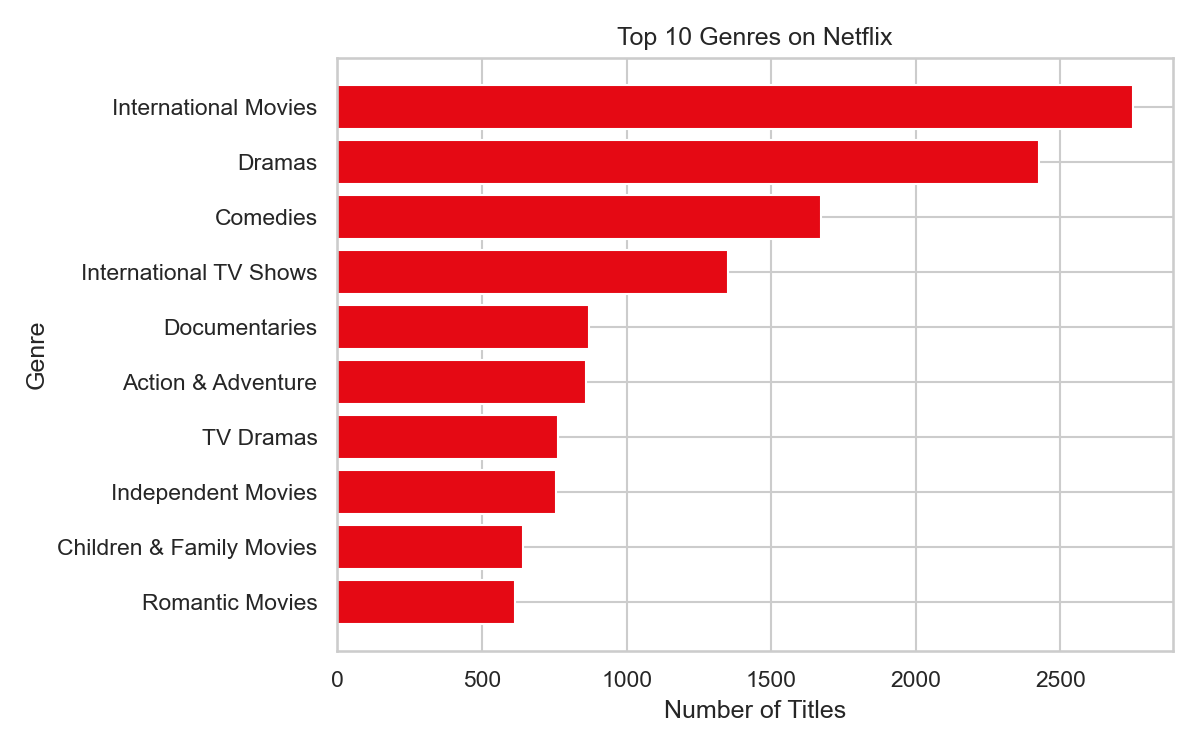 Top 10 Genres on Netflix
International Movies
Dramas
Comedies
International TV Shows
Documentaries
Action & Adventure
TV Dramas
Independent Movies
Children & Family Movies
Romantic Movies
Genre
0 500 1000 1500 2000 2500
Number of Titles